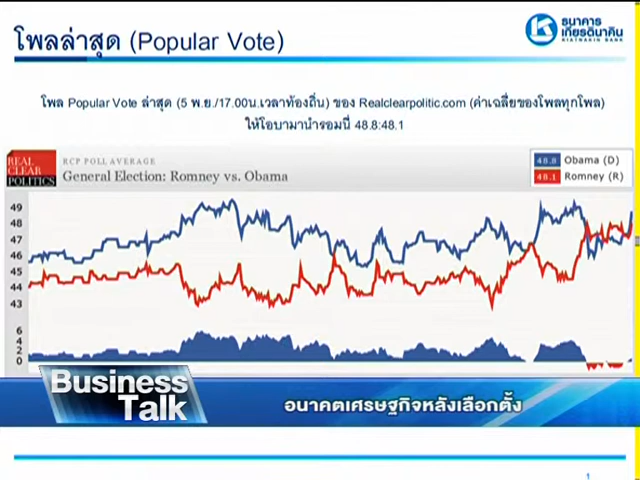 โพลล่าสุด (Popular Vote)
ธนาคาร
เกียรตินาคิน
KIATNAKIN BANK
โพล Popular Vote ล่าสุด (5 พ.ย./17.00น.เวลาท้องถิ่น) ของ Realclearpolitic.com (ค่าเฉลี่ยของโพลทุกโพล)
ให้โอบามานำรอมนี่ 48.8:48.1
REAL
CLEAR
POLITICS
RCP POLL AVERAGE
General Election: Romney vs. Obama
48.8 Obama (D)
48.1 Romney (R)
49
48
47
46
45
44
43
6
4
2
0
Business
Talk
อนาคตเศรษฐกิจหลังเลือกตั้ง
1